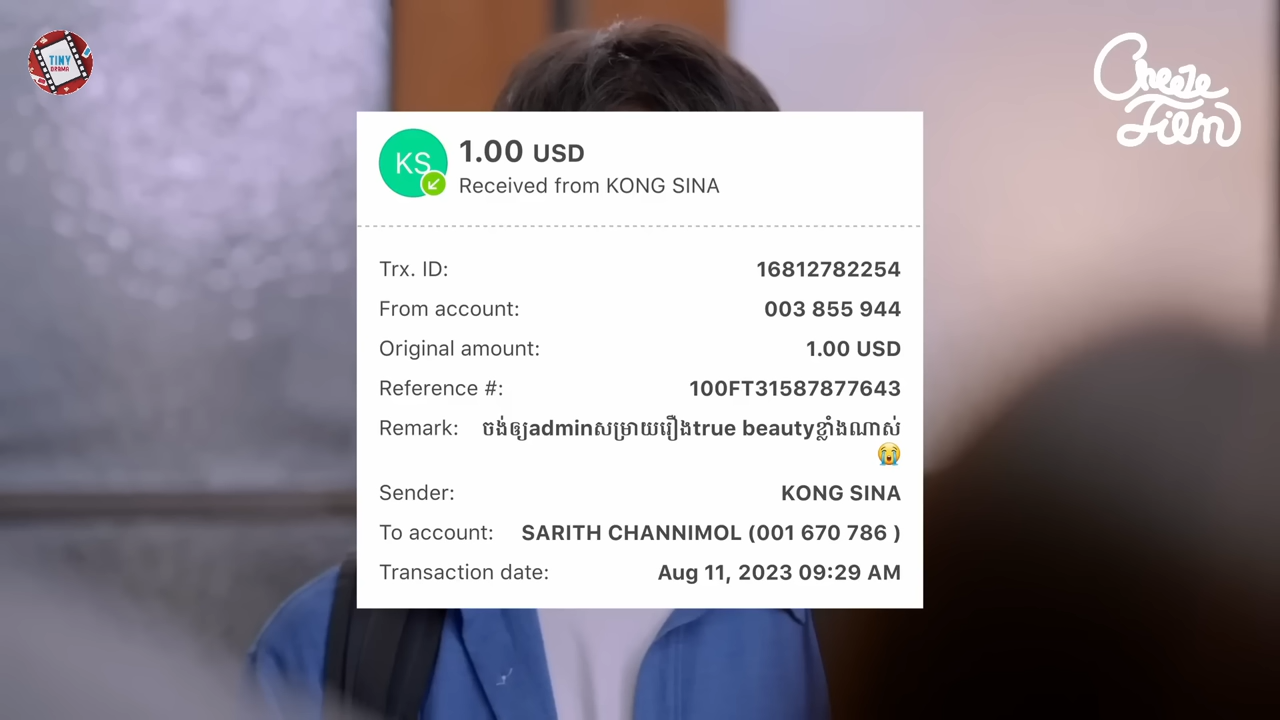 TINY
DRAMA
Cheeze
Film
KS
1.00 USD
Received from KONG SINA
Trx. ID: 16812782254
From account: 003 855 944
Original amount: 1.00 USD
Reference #: 100FT31587877643
Remark: ចង់ឲ្យadminសម្រាយរឿងtrue beautyខ្លាំងណាស់
😭
Sender: KONG SINA
To account: SARITH CHANNIMOL (001 670 786 )
Transaction date: Aug 11, 2023 09:29 AM